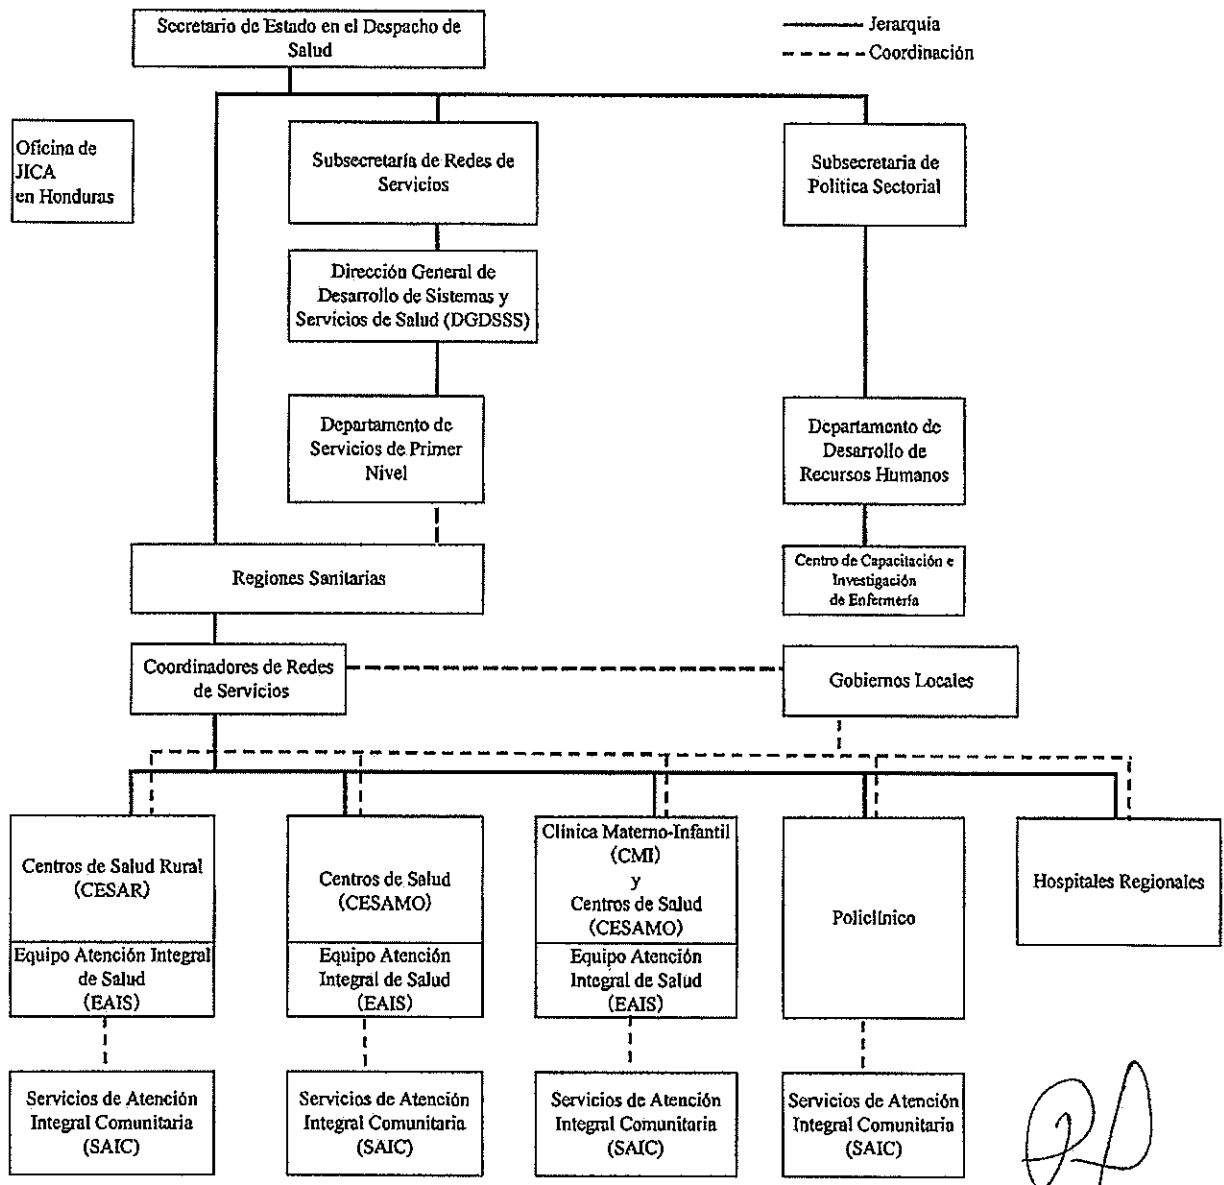 Secretario de Estado en el Despacho de
Salud
Jerarquía
Coordinación
Oficina de
JICA
en Honduras
Subsecretaría de Redes de
Servicios
Subsecretaria de
Política Sectorial
Dirección General de
Desarrollo de Sistemas y
Servicios de Salud (DGDSSS)
Departamento de
Servicios de Primer
Nivel
Departamento de
Desarrollo de
Recursos Humanos
Regiones Sanitarias
Centro de Capacitación e
Investigación
de Enfermería
Coordinadores de Redes
de Servicios
Gobiernos Locales
Centros de Salud Rural
(CESAR)
Equipo Atención Integral
de Salud
(EAIS)
Centros de Salud
(CESAMO)
Equipo Atención
Integral de Salud
(EAIS)
Clínica Materno-Infantil
(CMI)
y
Centros de Salud
(CESAMO)
Equipo Atención
Integral de Salud
(EAIS)
Policlínico
Hospitales Regionales
Servicios de Atención
Integral Comunitaria
(SAIC)
Servicios de Atención
Integral Comunitaria
(SAIC)
Servicios de Atención
Integral Comunitaria
(SAIC)
Servicios de Atención
Integral Comunitaria
(SAIC)